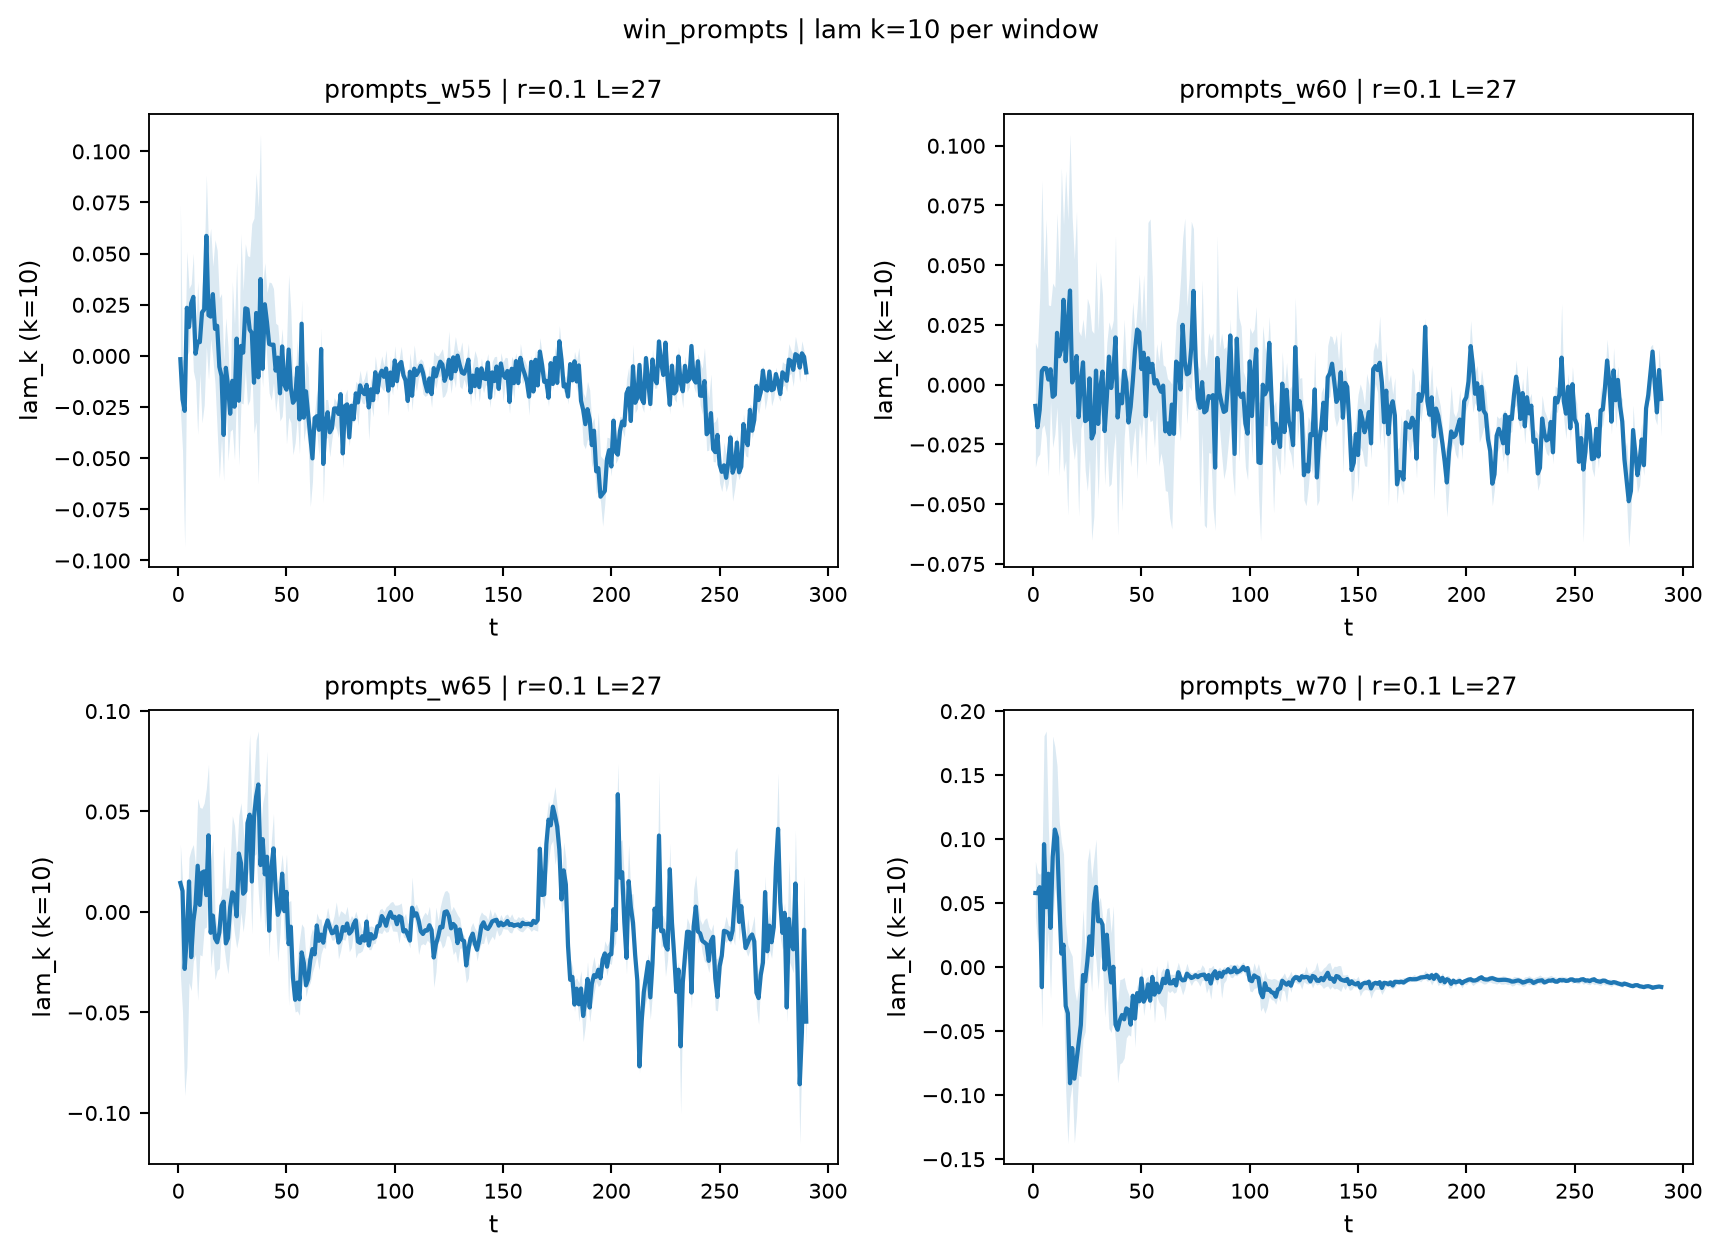 win_prompts | lam k=10 per window
prompts_w55 | r=0.1 L=27
lam_k (k=10)
0.100
0.075
0.050
0.025
0.000
−0.025
−0.050
−0.075
−0.100
0 50 100 150 200 250 300
t
prompts_w60 | r=0.1 L=27
lam_k (k=10)
0.100
0.075
0.050
0.025
0.000
−0.025
−0.050
−0.075
0 50 100 150 200 250 300
t
prompts_w65 | r=0.1 L=27
lam_k (k=10)
0.10
0.05
0.00
−0.05
−0.10
0 50 100 150 200 250 300
t
prompts_w70 | r=0.1 L=27
lam_k (k=10)
0.20
0.15
0.10
0.05
0.00
−0.05
−0.10
−0.15
0 50 100 150 200 250 300
t